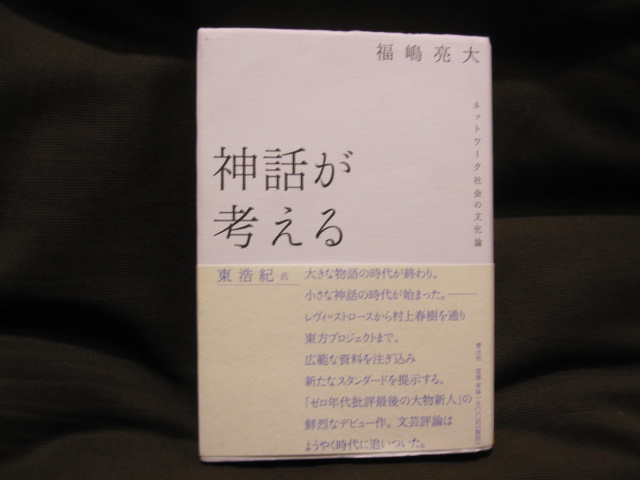 福嶋亮大
ネットワーク社会の文化論
神話が
考える
東浩紀 氏
大きな物語の時代が終わり、
小さな神話の時代が始まった。――
レヴィ=ストロースから村上春樹を通り
東方プロジェクトまで、
広範な資料を注ぎ込み
新たなスタンダードを提示する、
「ゼロ年代批評最後の大物新人」の
鮮烈なデビュー作。文芸評論は
ようやく時代に追いついた。
青土社